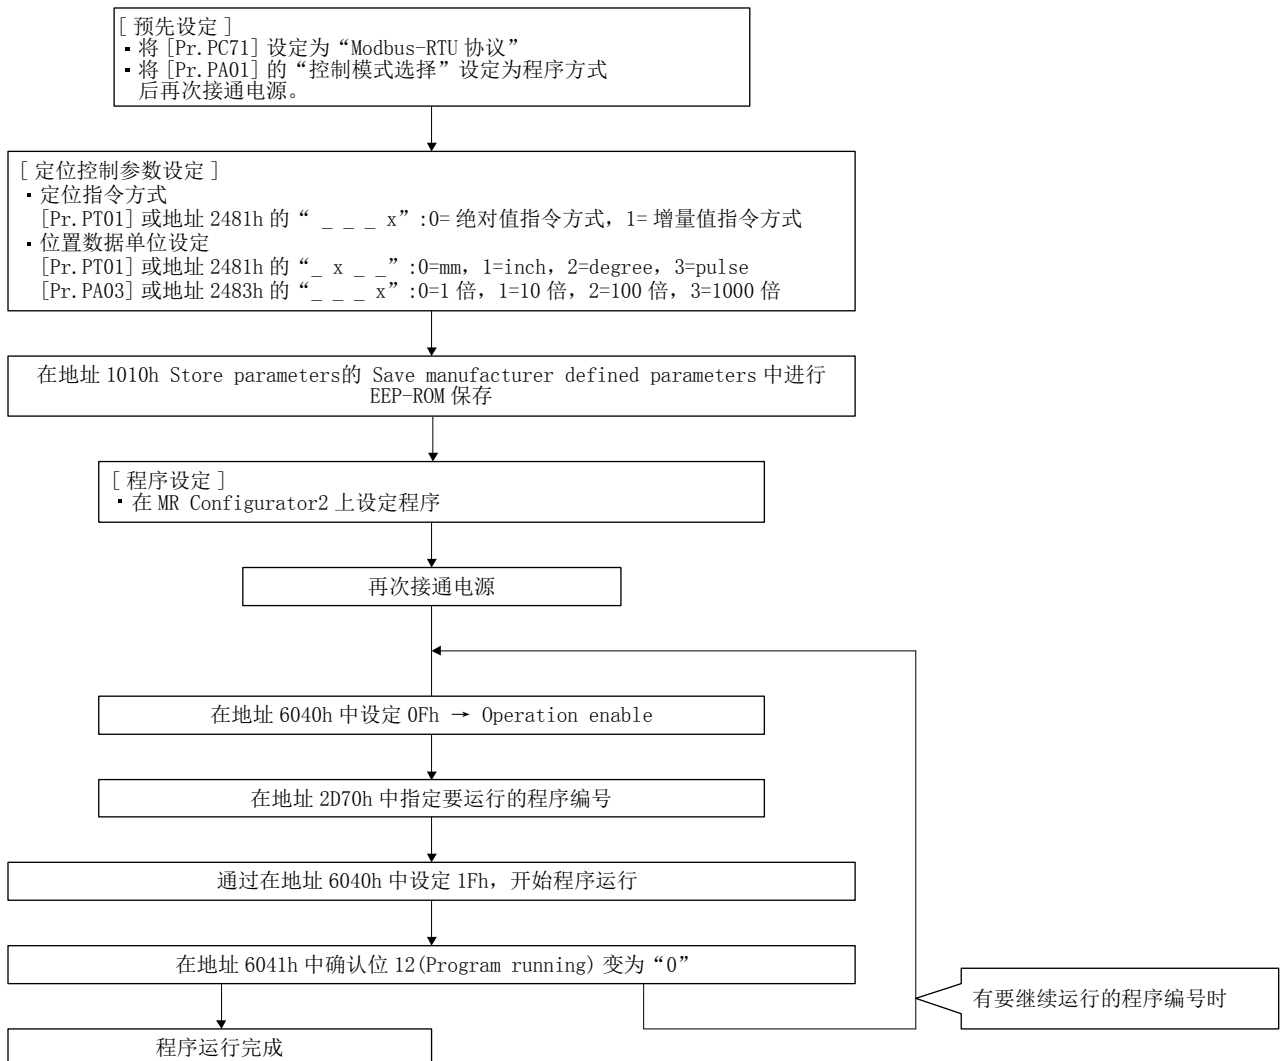 [ 预先设定 ]
▪ 将 [Pr.PC71] 设定为“Modbus-RTU 协议”
▪ 将 [Pr.PA01] 的“控制模式选择”设定为程序方式
后再次接通电源。
[ 定位控制参数设定 ]
▪ 定位指令方式
[Pr.PT01] 或地址 2481h 的“ _ _ _ x”:0= 绝对值指令方式，1= 增量值指令方式
▪ 位置数据单位设定
[Pr.PT01] 或地址 2481h 的“_ x _ _”:0=mm，1=inch，2=degree，3=pulse
[Pr.PA03] 或地址 2483h 的“_ _ _ x”:0=1 倍，1=10 倍，2=100 倍，3=1000 倍
在地址 1010h Store parameters的 Save manufacturer defined parameters 中进行
EEP-ROM 保存
[ 程序设定 ]
▪ 在 MR Configurator2 上设定程序
再次接通电源
在地址 6040h 中设定 0Fh → Operation enable
在地址 2D70h 中指定要运行的程序编号
通过在地址 6040h 中设定 1Fh，开始程序运行
在地址 6041h 中确认位 12(Program running) 变为“0”
有要继续运行的程序编号时
程序运行完成